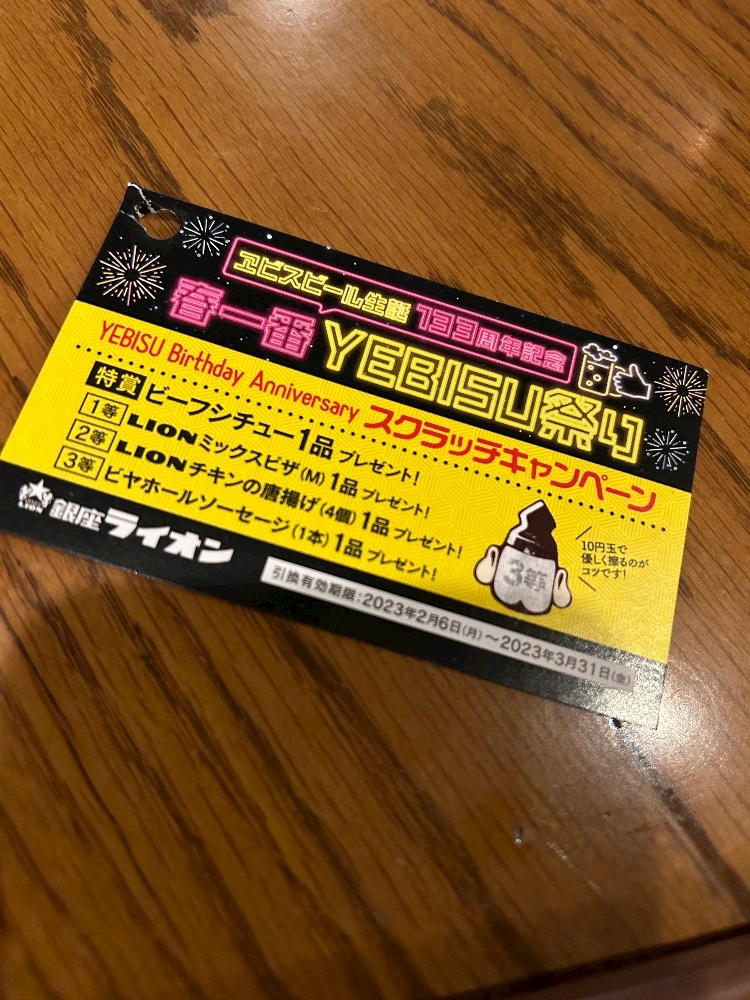 ヱビスビール生誕 133周年記念
春一番 YEBISU祭り
YEBISU Birthday Anniversary スクラッチキャンペーン
特賞 ビーフシチュー1品 プレゼント!
1等 LIONミックスピザ(M) 1品 プレゼント!
2等 LIONチキンの唐揚げ(4個) 1品 プレゼント!
3等 ビヤホールソーセージ(1本) 1品 プレゼント!
3等
10円玉で
優しく擦るのが
コツです!
LION
銀座ライオン
引換有効期限:2023年2月6日(月)~2023年3月31日(金)